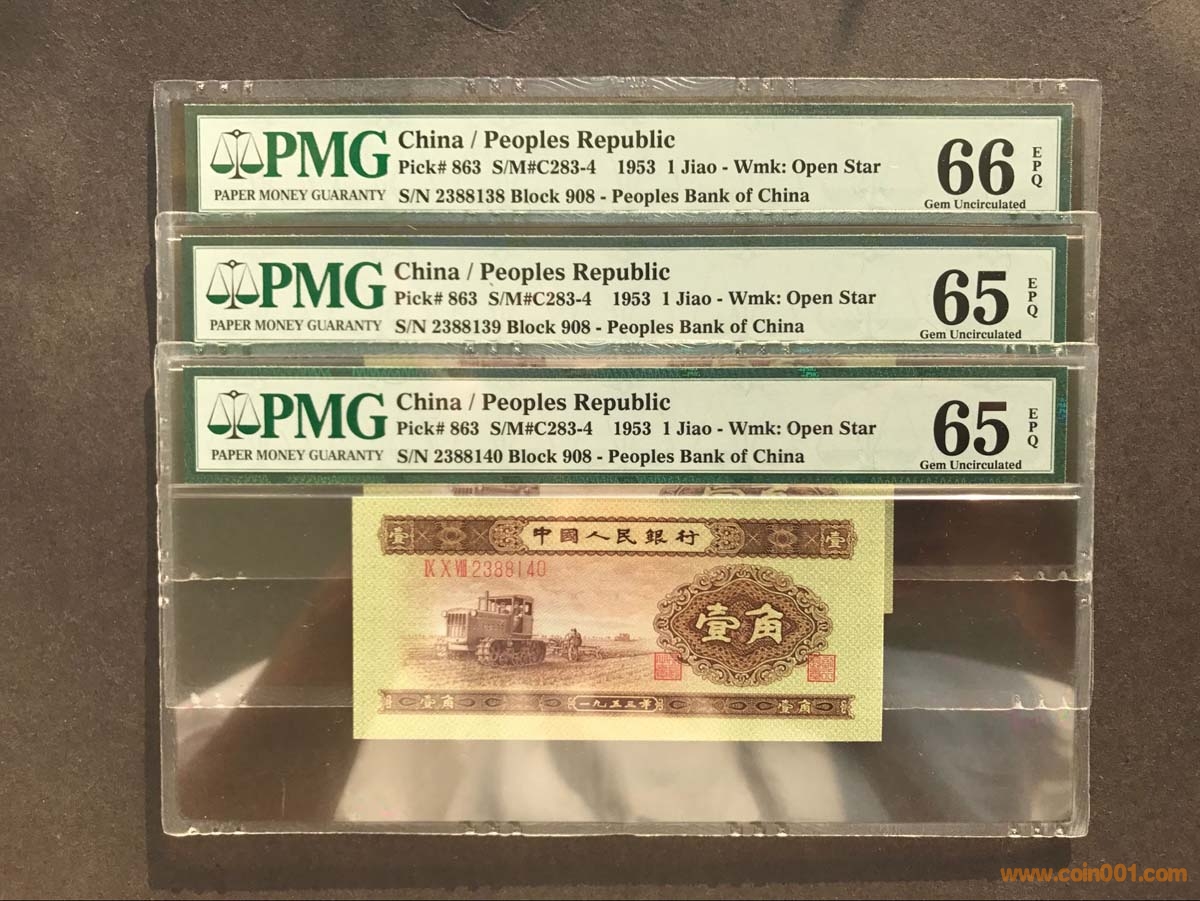 PMG
PAPER MONEY GUARANTY
China / Peoples Republic
Pick# 863 S/M#C283-4 1953 1 Jiao - Wmk: Open Star
S/N 2388138 Block 908 - Peoples Bank of China
66
EPQ
Gem Uncirculated
PMG
PAPER MONEY GUARANTY
China / Peoples Republic
Pick# 863 S/M#C283-4 1953 1 Jiao - Wmk: Open Star
S/N 2388139 Block 908 - Peoples Bank of China
65
EPQ
Gem Uncirculated
PMG
PAPER MONEY GUARANTY
China / Peoples Republic
Pick# 863 S/M#C283-4 1953 1 Jiao - Wmk: Open Star
S/N 2388140 Block 908 - Peoples Bank of China
65
EPQ
Gem Uncirculated
壹 中國人民銀行 壹
IX X VIII 2388140
壹角
壹角 一九五三年 壹角
www.coin001.com